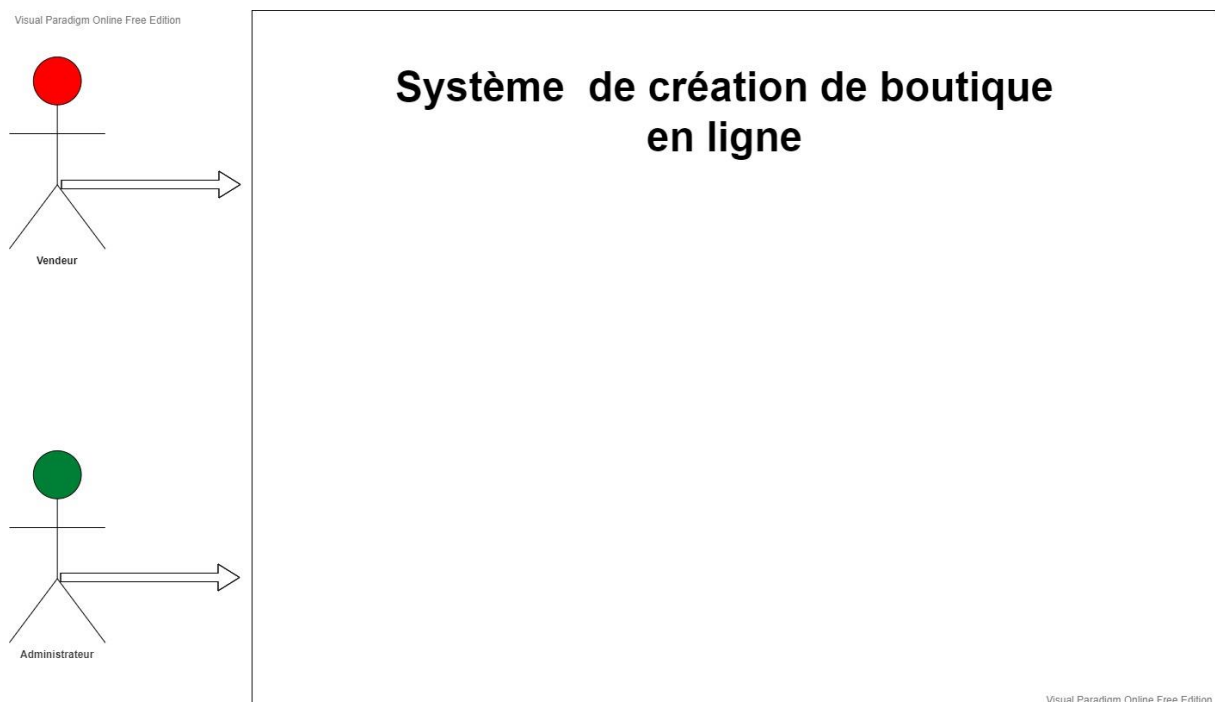 Visual Paradigm Online Free Edition
Système  de création de boutique
en ligne
Vendeur
Administrateur
Visual Paradigm Online Free Edition